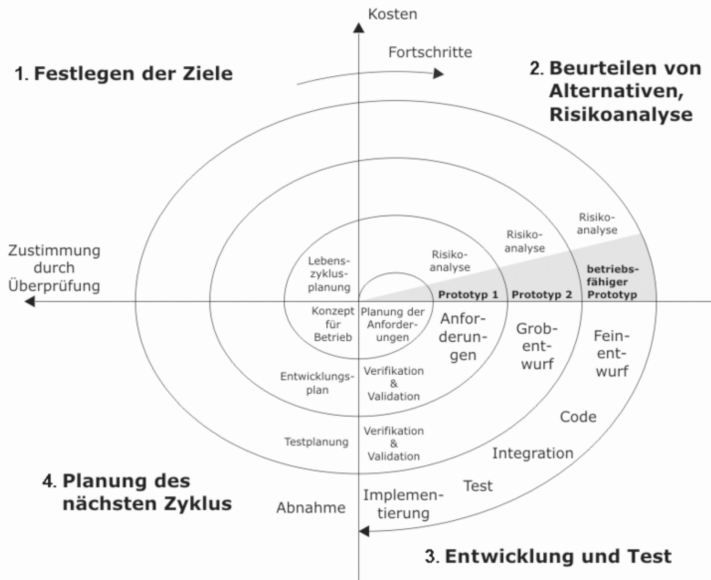 Kosten
Fortschritte
1. Festlegen der Ziele
2. Beurteilen von
Alternativen,
Risikoanalyse
Zustimmung
durch
Überprüfung
Lebens-
zyklus-
planung
Risiko-
analyse
Risiko-
analyse
Risiko-
analyse
Prototyp 1
Prototyp 2
betriebs-
fähiger
Prototyp
Konzept
für
Betrieb
Planung der
Anforder-
ungen
Anfor-
derun-
gen
Grob-
ent-
wurf
Fein-
ent-
wurf
Entwicklungs-
plan
Verifikation
&
Validation
Code
Testplanung
Verifikation
&
Validation
Integration
4. Planung des
nächsten Zyklus
Abnahme
Implemen-
tierung
Test
3. Entwicklung und Test